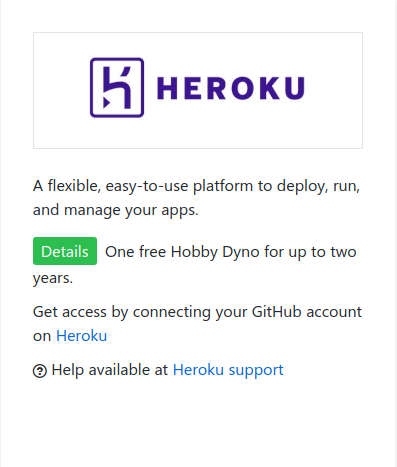 HEROKU
A flexible, easy-to-use platform to deploy, run,
and manage your apps.
Details One free Hobby Dyno for up to two
years.
Get access by connecting your GitHub account
on Heroku
Help available at Heroku support